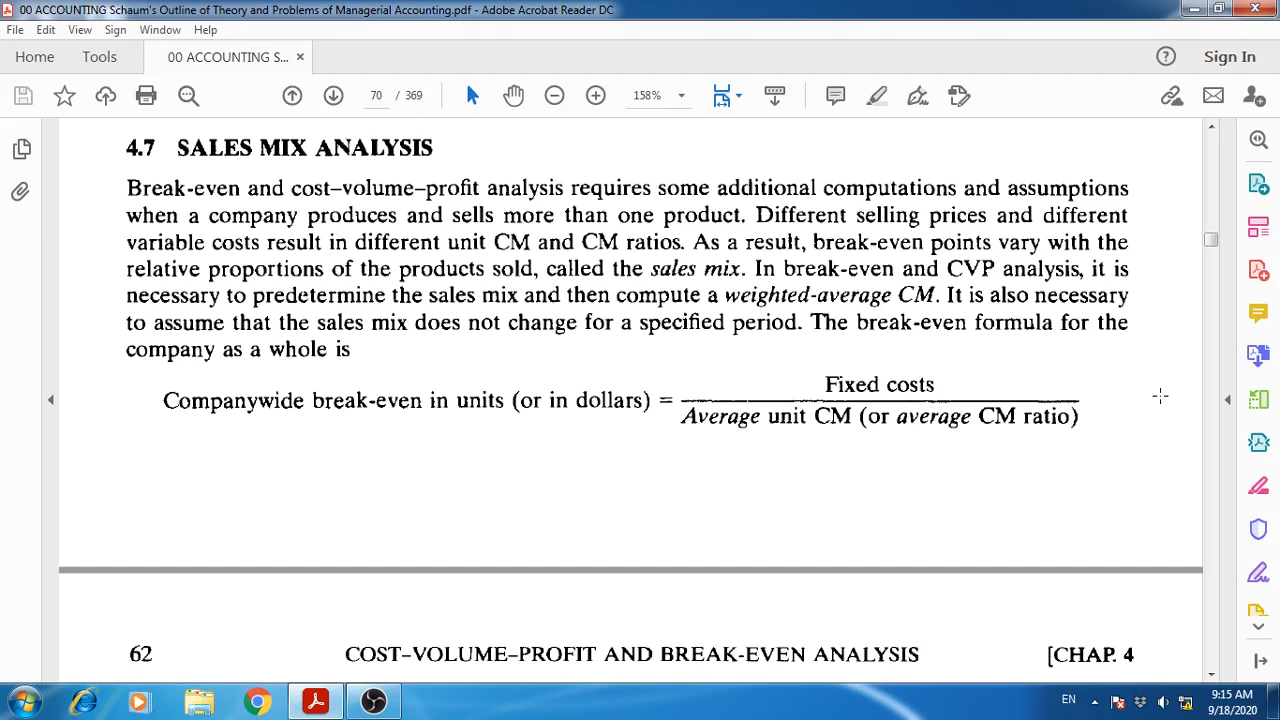 00 ACCOUNTING Schaum's Outline of Theory and Problems of Managerial Accounting.pdf - Adobe Acrobat Reader DC
File Edit View Sign Window Help
Home Tools 00 ACCOUNTING S... × Sign In
70 / 369 158%
4.7 SALES MIX ANALYSIS
Break-even and cost–volume–profit analysis requires some additional computations and assumptions
when a company produces and sells more than one product. Different selling prices and different
variable costs result in different unit CM and CM ratios. As a result, break-even points vary with the
relative proportions of the products sold, called the sales mix. In break-even and CVP analysis, it is
necessary to predetermine the sales mix and then compute a weighted-average CM. It is also necessary
to assume that the sales mix does not change for a specified period. The break-even formula for the
company as a whole is
Fixed costs
Companywide break-even in units (or in dollars) =
Average unit CM (or average CM ratio)
62 COST–VOLUME–PROFIT AND BREAK-EVEN ANALYSIS [CHAP. 4
EN 9:15 AM
9/18/2020